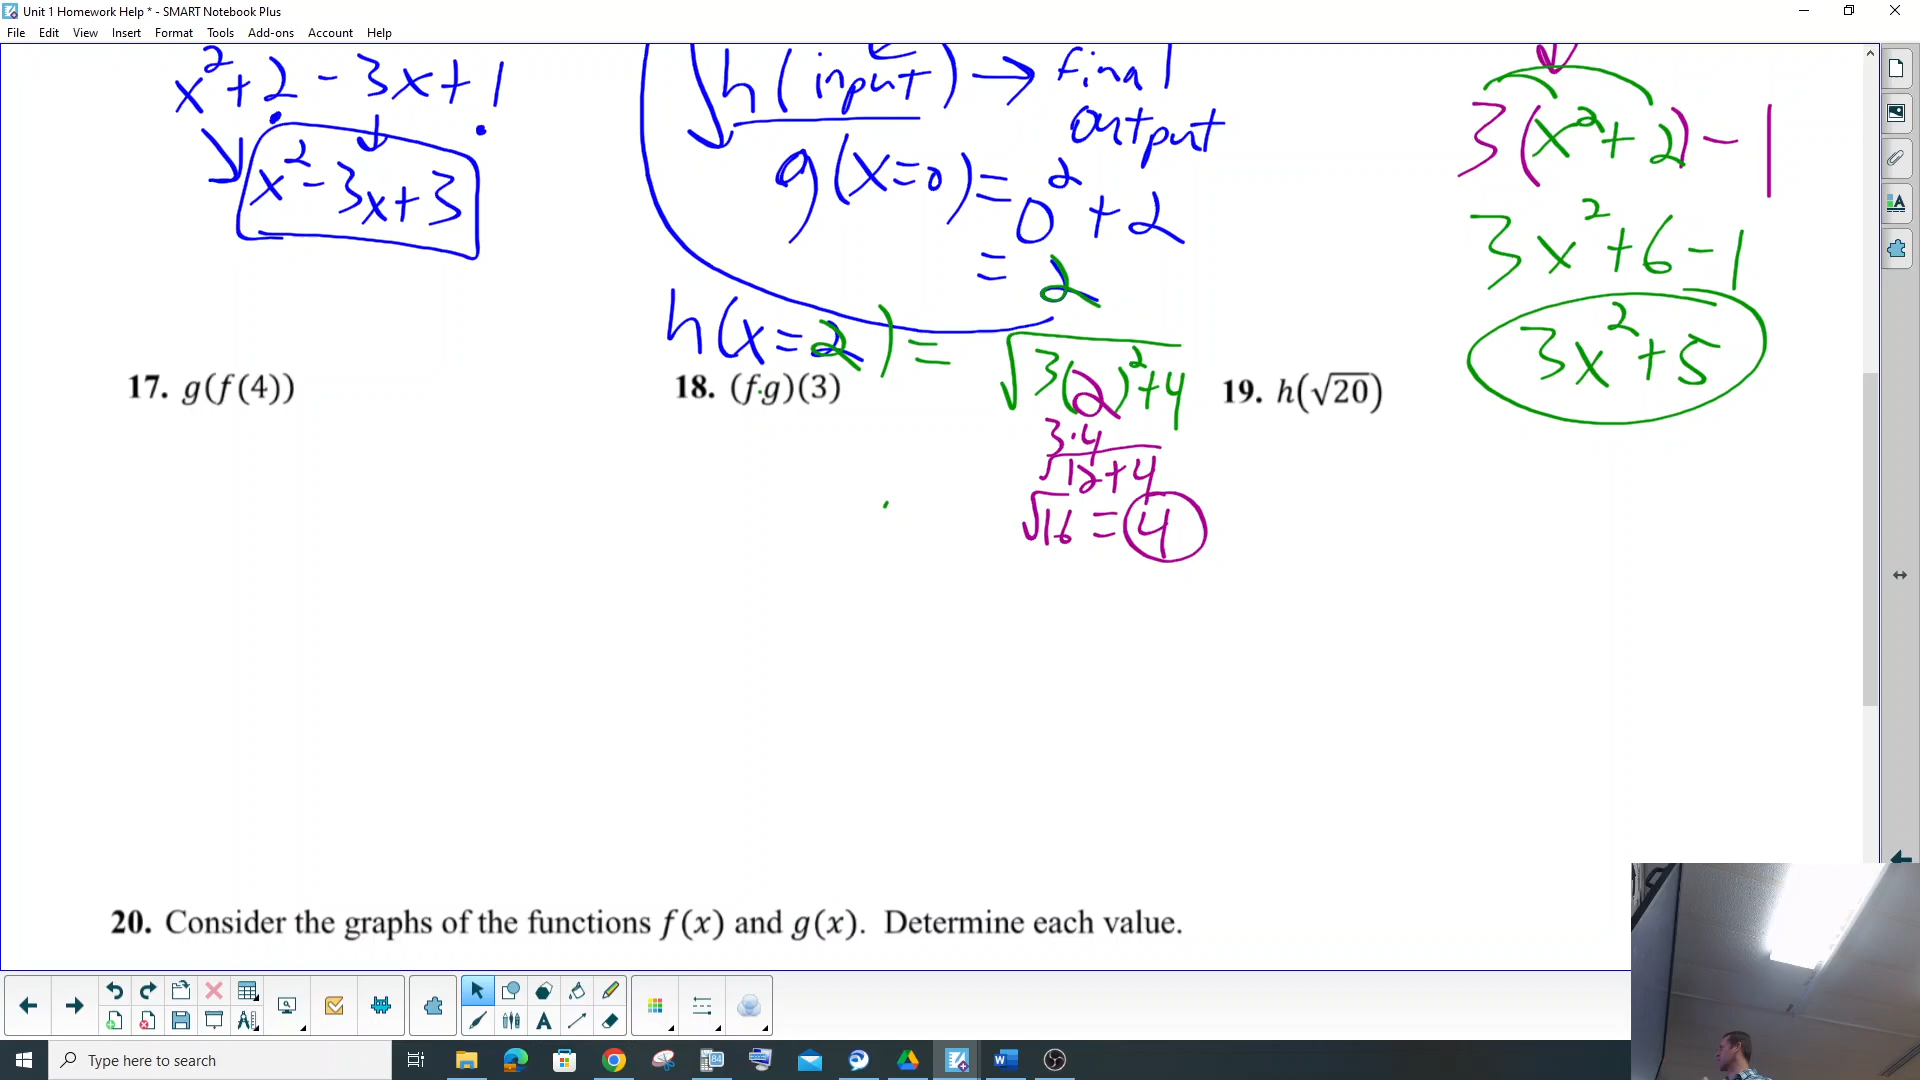 Unit 1 Homework Help * - SMART Notebook Plus
File Edit View Insert Format Tools Add-ons Account Help
x² + 2 - 3x + 1
x² - 3x + 3
h(input) → final
output
g(x=0) = 0² + 2
= 2
h(x=2) = √3(2)²+4
3·4
√12+4
√16 = 4
3(x²+2)-1
3x²+6-1
3x²+5
17. g(f(4))
18. (f·g)(3)
19. h(√20)
20. Consider the graphs of the functions f(x) and g(x). Determine each value.
Type here to search